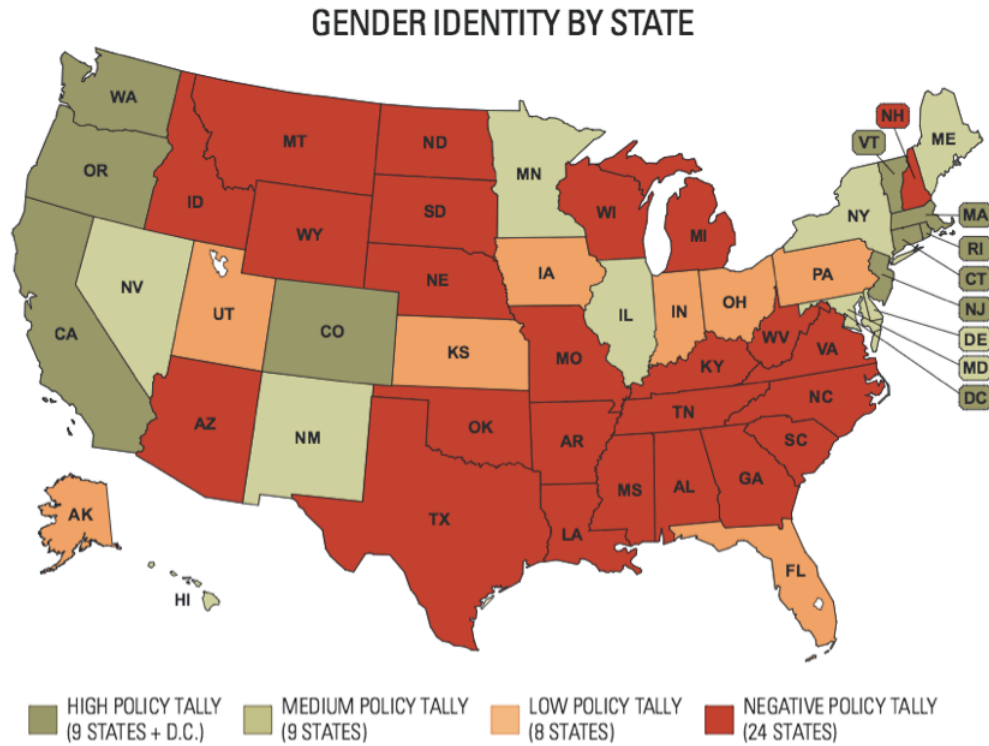 GENDER IDENTITY BY STATE
WA
MT
ND
MN
VT
NH
ME
OR
ID
SD
WI
MI
NY
MA
WY
RI
NE
IA
PA
CT
NV
UT
IL
IN
OH
NJ
CA
CO
KS
MO
WV
VA
DE
KY
MD
DC
AZ
NM
OK
AR
TN
NC
SC
MS
AL
GA
AK
TX
LA
FL
HI
HIGH POLICY TALLY
(9 STATES + D.C.)
MEDIUM POLICY TALLY
(9 STATES)
LOW POLICY TALLY
(8 STATES)
NEGATIVE POLICY TALLY
(24 STATES)